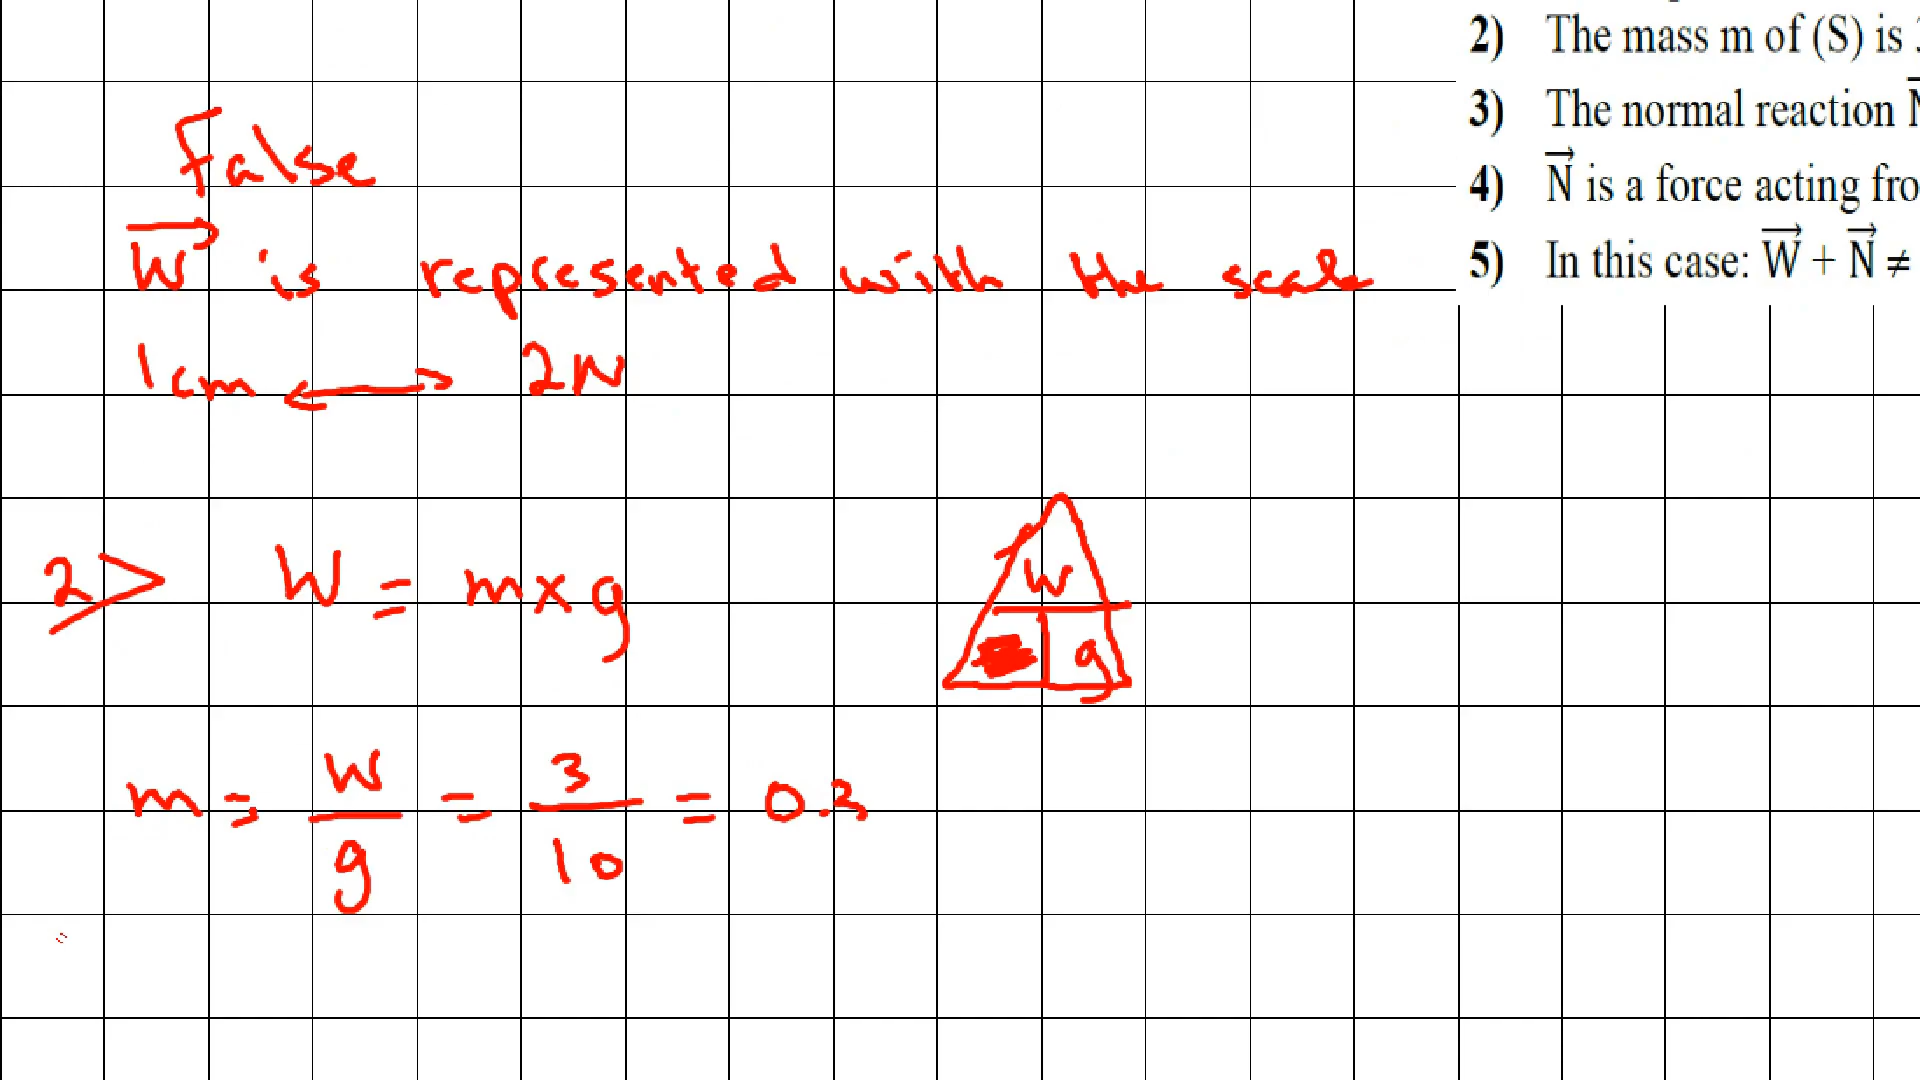 False
W is represented with the scale
1cm ⟷ 2N
2> W = m x g
W
g
m = W/g = 3/10 = 0.3
2) The mass m of (S) is
3) The normal reaction
4) N is a force acting
5) In this case: W + N ≠